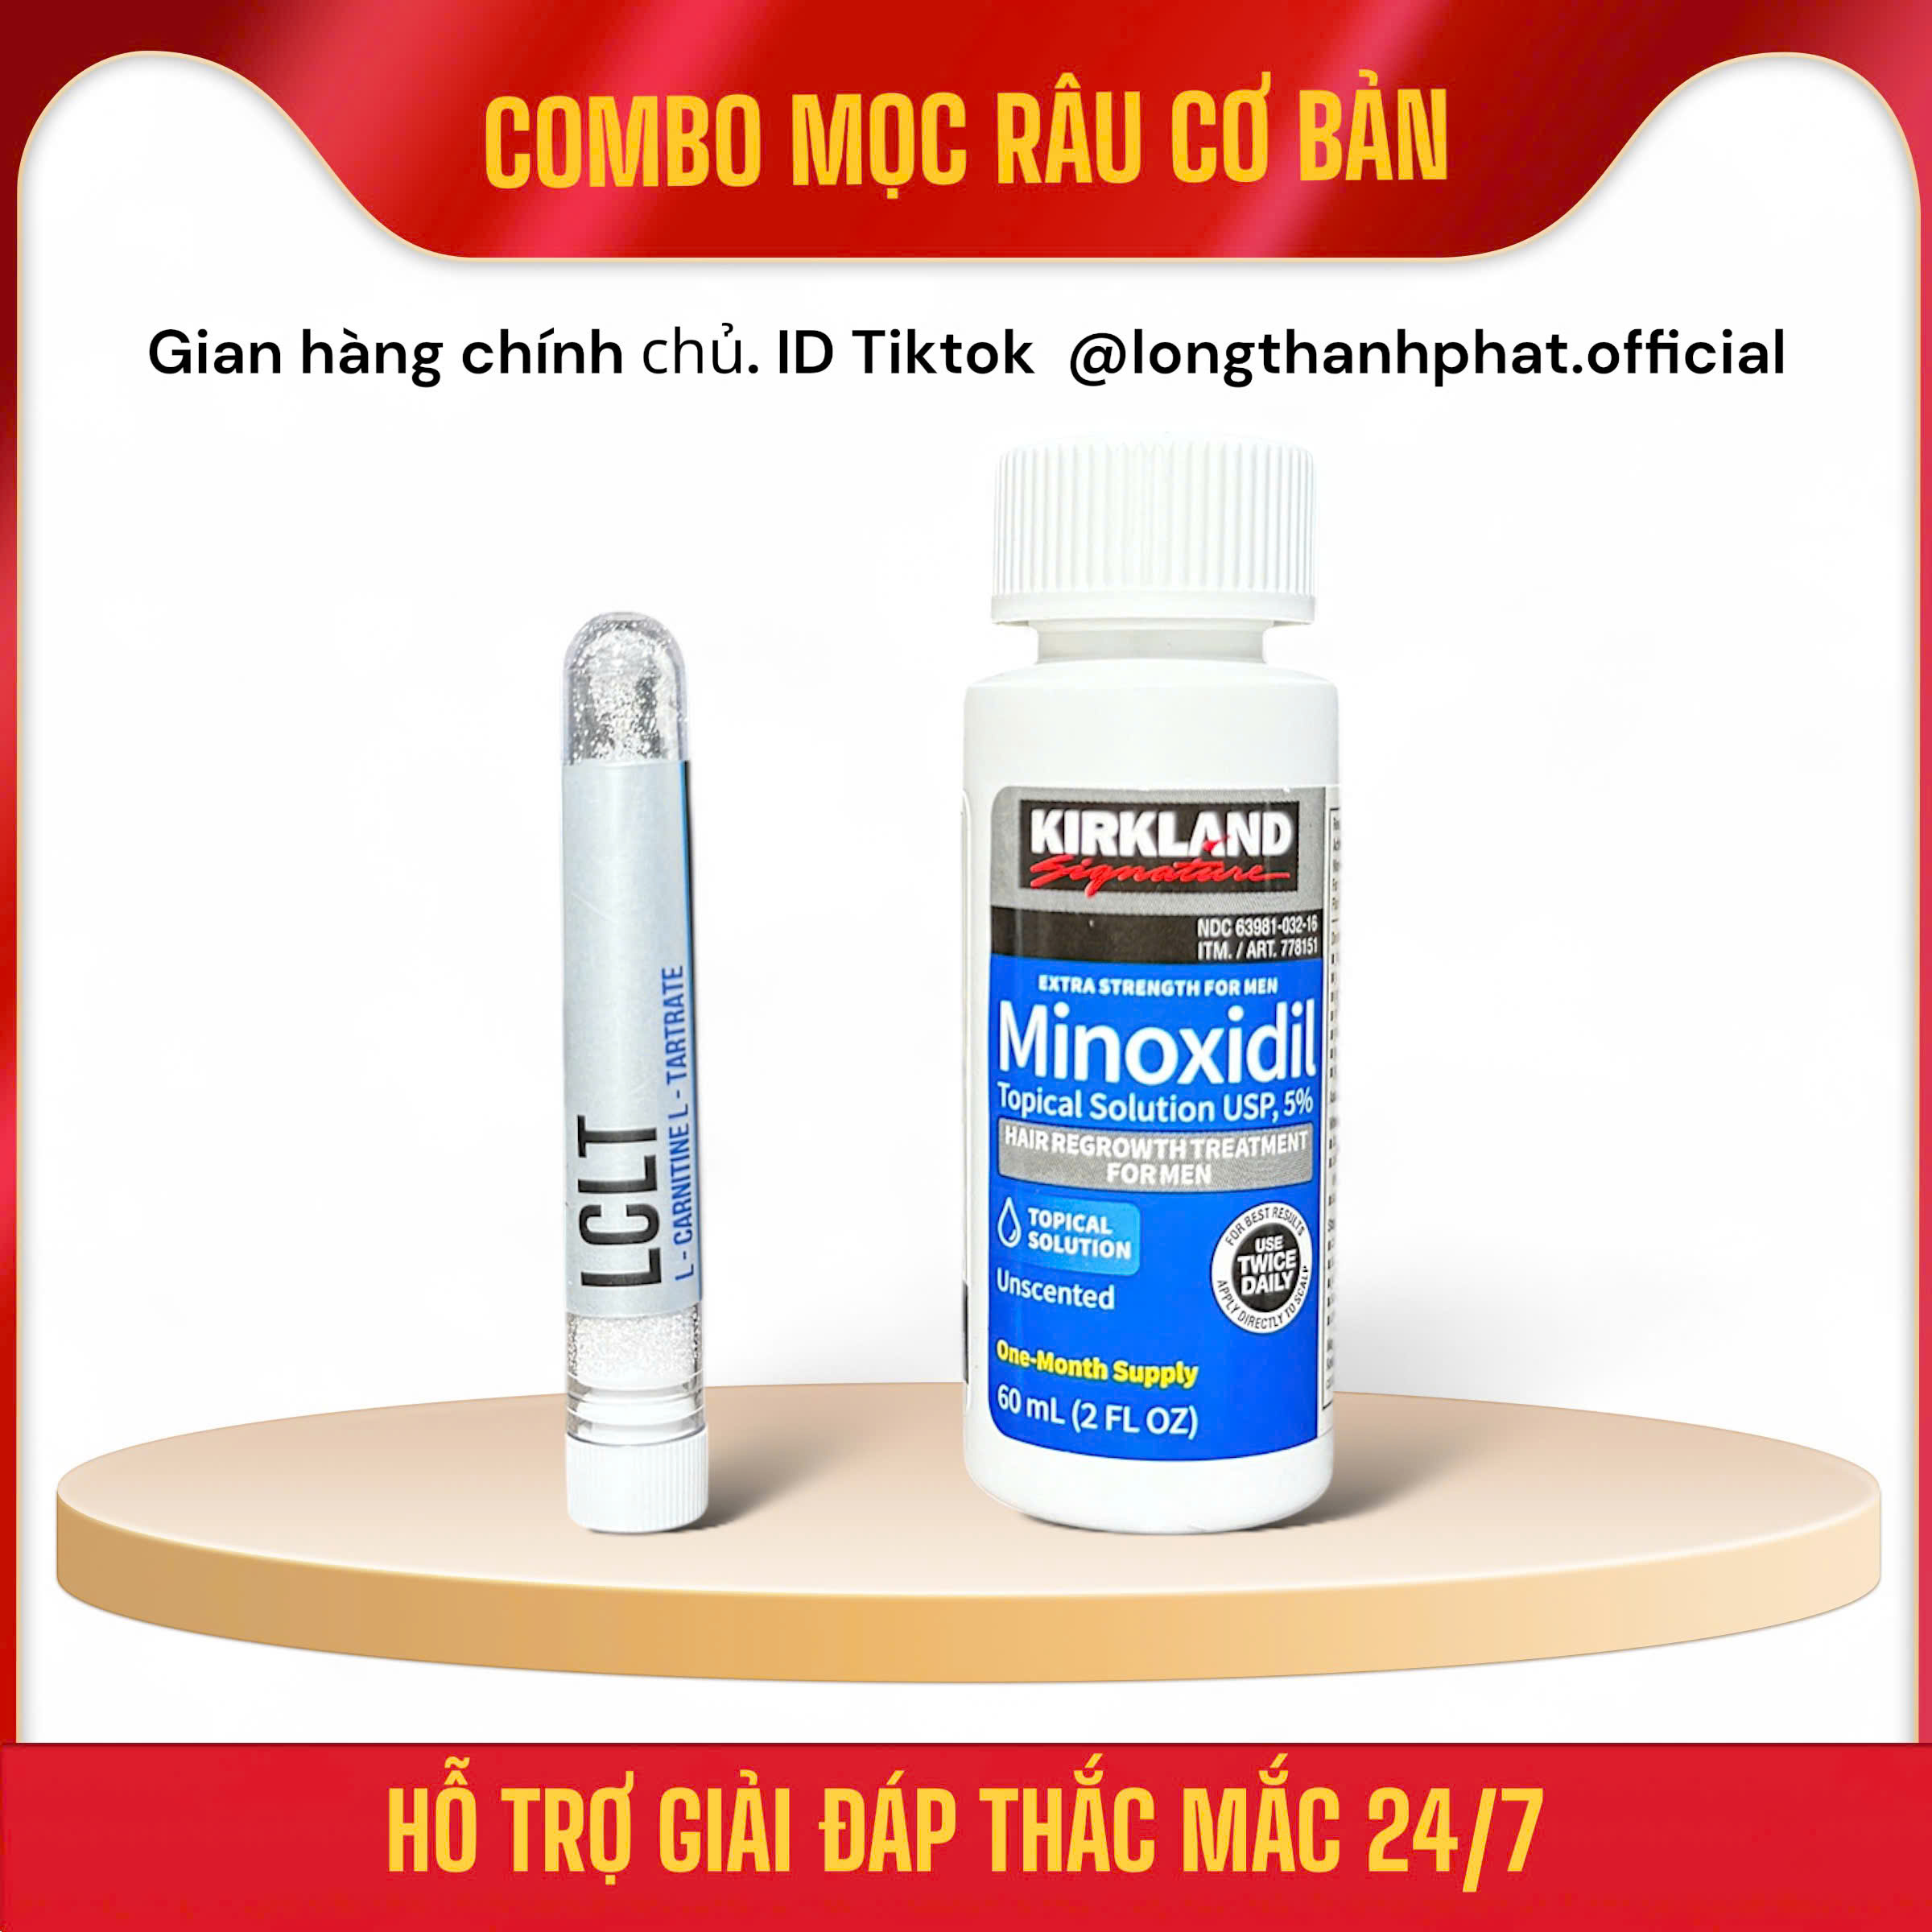 COMBO MỌC RÂU CƠ BẢN
Gian hàng chính chủ. ID Tiktok @longthanhphat.official
LCLT
L - CARNITINE L - TARTRATE
KIRKLAND
Signature
NDC 63981-032-16
ITM. / ART. 778151
EXTRA STRENGTH FOR MEN
Minoxidil
Topical Solution USP, 5%
HAIR REGROWTH TREATMENT
FOR MEN
TOPICAL
SOLUTION
Unscented
FOR BEST RESULTS
USE
TWICE
DAILY
APPLY DIRECTLY TO SCALP
One-Month Supply
60 mL (2 FL OZ)
HỖ TRỢ GIẢI ĐÁP THẮC MẮC 24/7